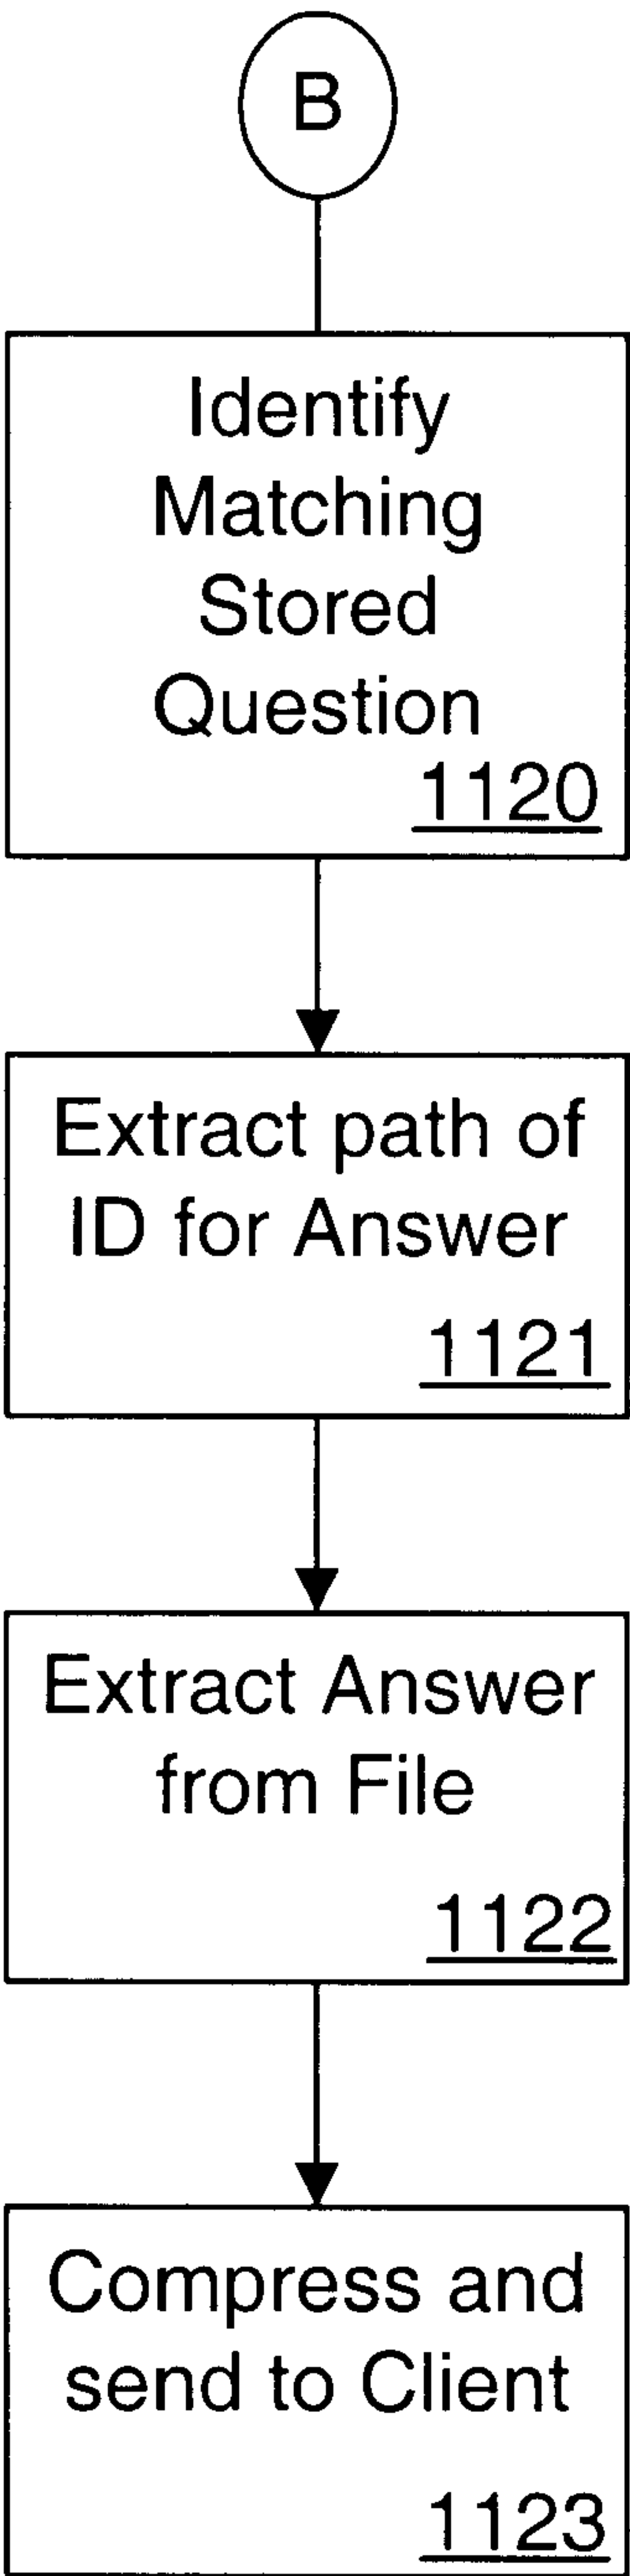 B
Identify
Matching
Stored
Question
1120
Extract path of
ID for Answer
1121
Extract Answer
from File
1122
Compress and
send to Client
1123